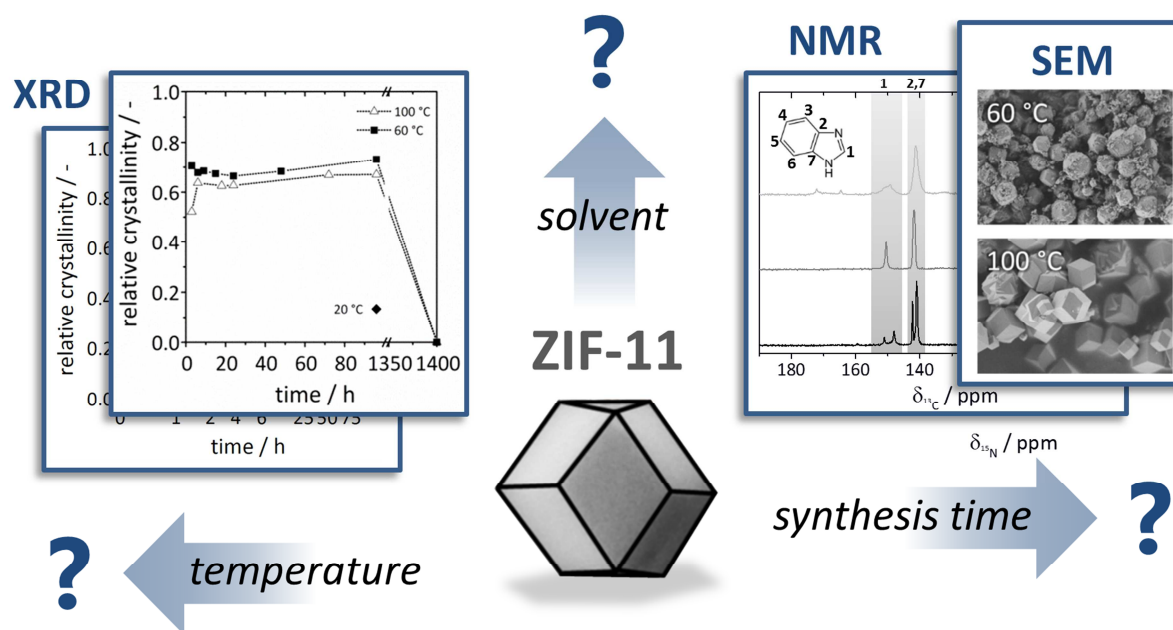 XRD
1.0
0.8
0.6
0.4
0.2
0.0
relative crystallinity / -
0 1 2 4 6 25 50 75
time / h
1.0
0.8
0.6
0.4
0.2
0.0
relative crystallinity / -
100 °C
60 °C
20 °C
0 20 40 60 80 1350 1400
time / h
?
solvent
ZIF-11
NMR
1 2,7
3
4
2
N
5
1
6
7
N
H
180 160 140
δ13C / ppm
δ15N / ppm
SEM
60 °C
100 °C
? temperature
synthesis time ?